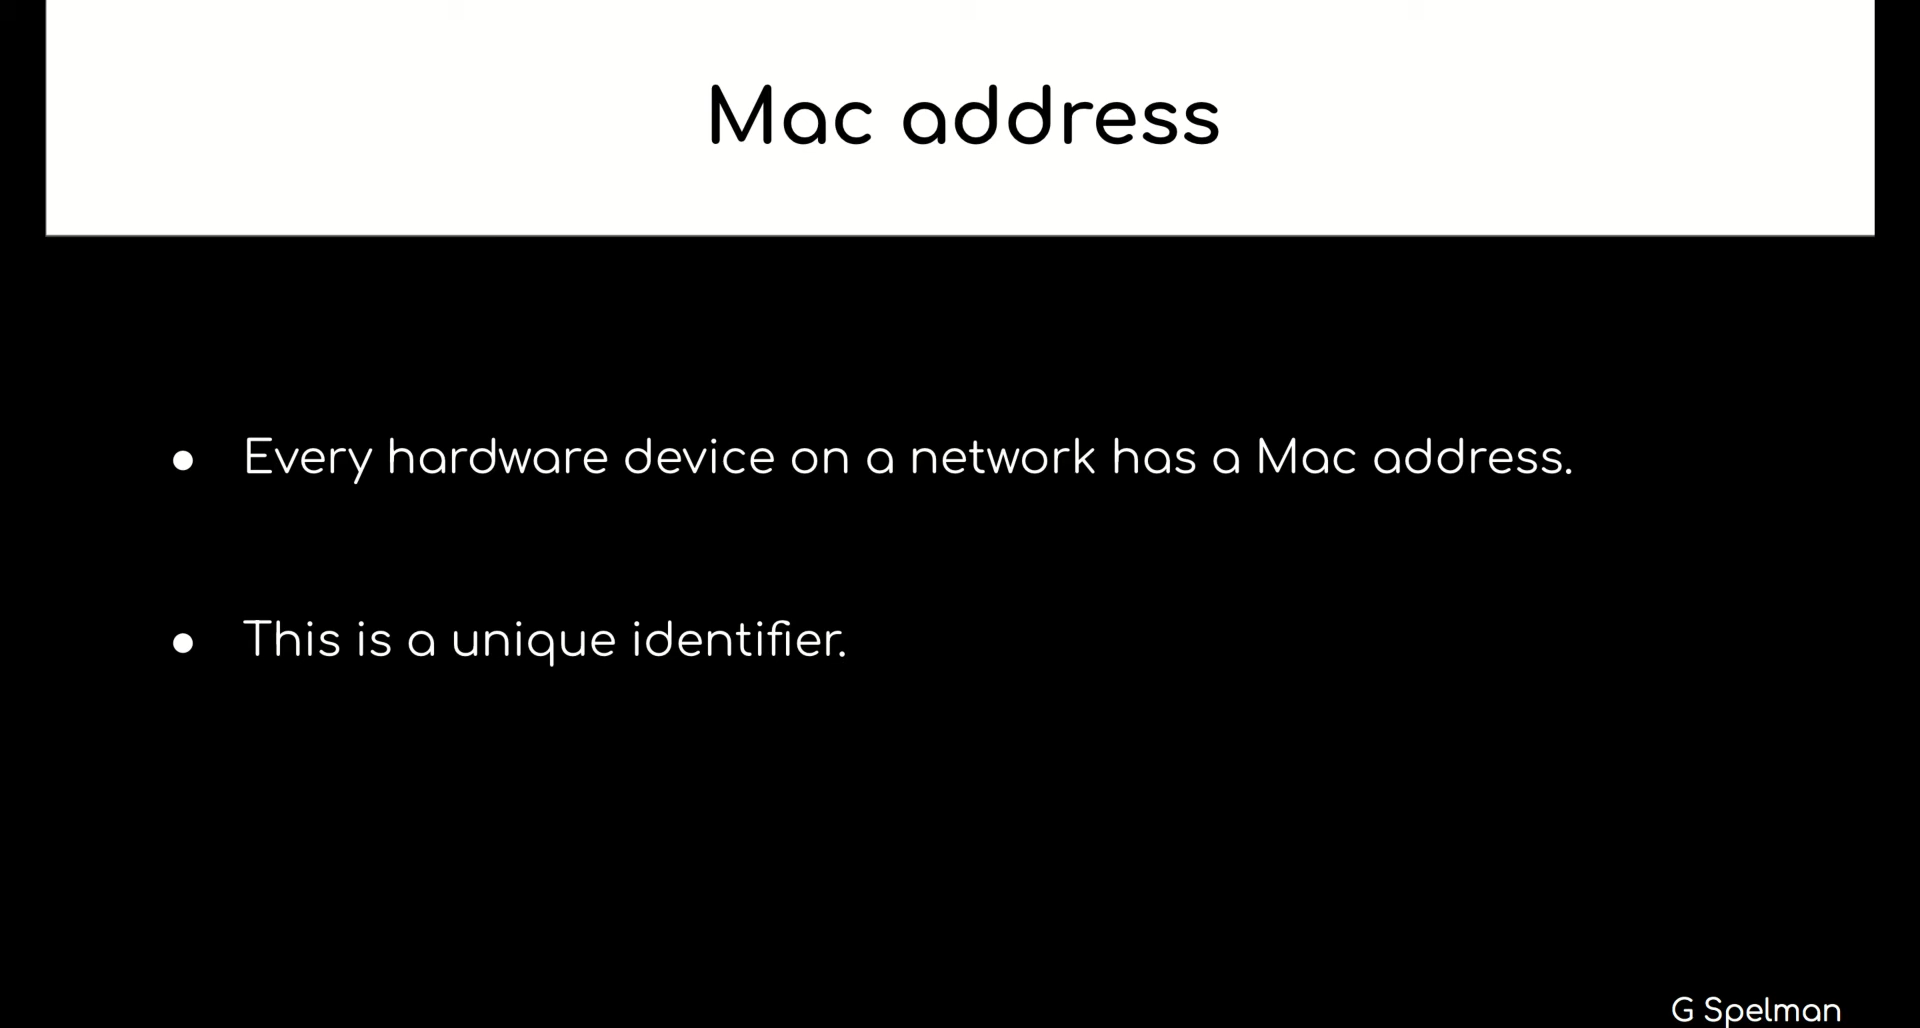 Mac address
● Every hardware device on a network has a Mac address.
● This is a unique identifier.
G Spelman